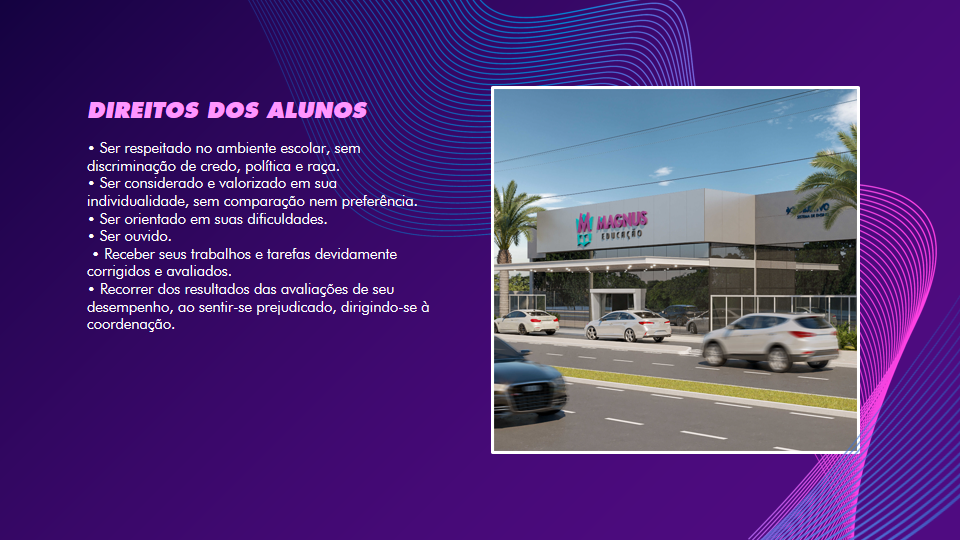 DIREITOS DOS ALUNOS
• Ser respeitado no ambiente escolar, sem
discriminação de credo, política e raça.
• Ser considerado e valorizado em sua
individualidade, sem comparação nem preferência.
• Ser orientado em suas dificuldades.
• Ser ouvido.
• Receber seus trabalhos e tarefas devidamente
corrigidos e avaliados.
• Recorrer dos resultados das avaliações de seu
desempenho, ao sentir-se prejudicado, dirigindo-se à
coordenação.
MAGNUS
EDUCAÇÃO